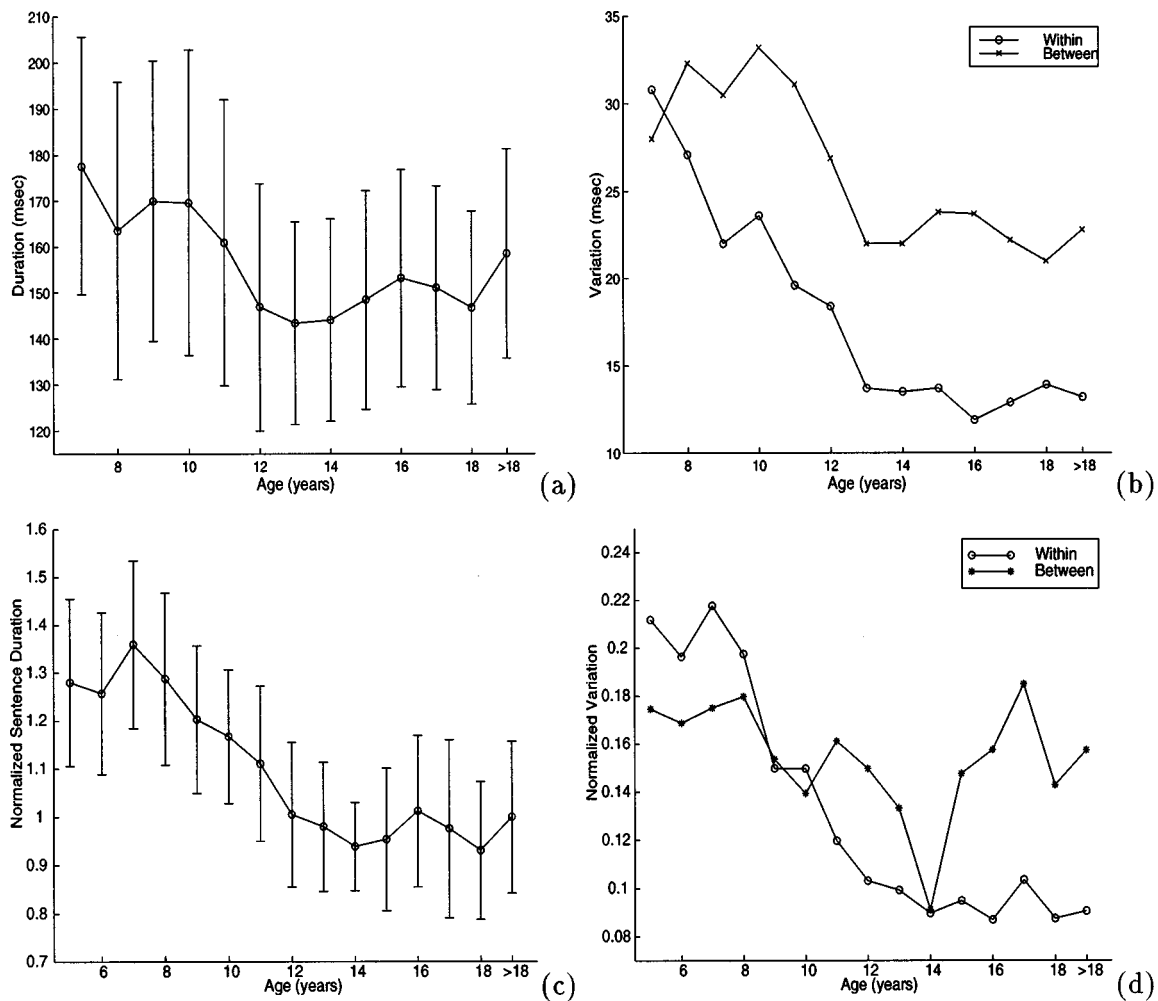 210
200
190
180
170
160
150
140
130
120
Duration (msec)
8 10 12 14 16 18 >18
Age (years)
(a)
35
30
25
20
15
10
Variation (msec)
Within
Between
8 10 12 14 16 18 >18
Age (years)
(b)
1.6
1.5
1.4
1.3
1.2
1.1
1
0.9
0.8
0.7
Normalized Sentence Duration
6 8 10 12 14 16 18 >18
Age (years)
(c)
0.24
0.22
0.2
0.18
0.16
0.14
0.12
0.1
0.08
Normalized Variation
Within
Between
6 8 10 12 14 16 18 >18
Age (years)
(d)